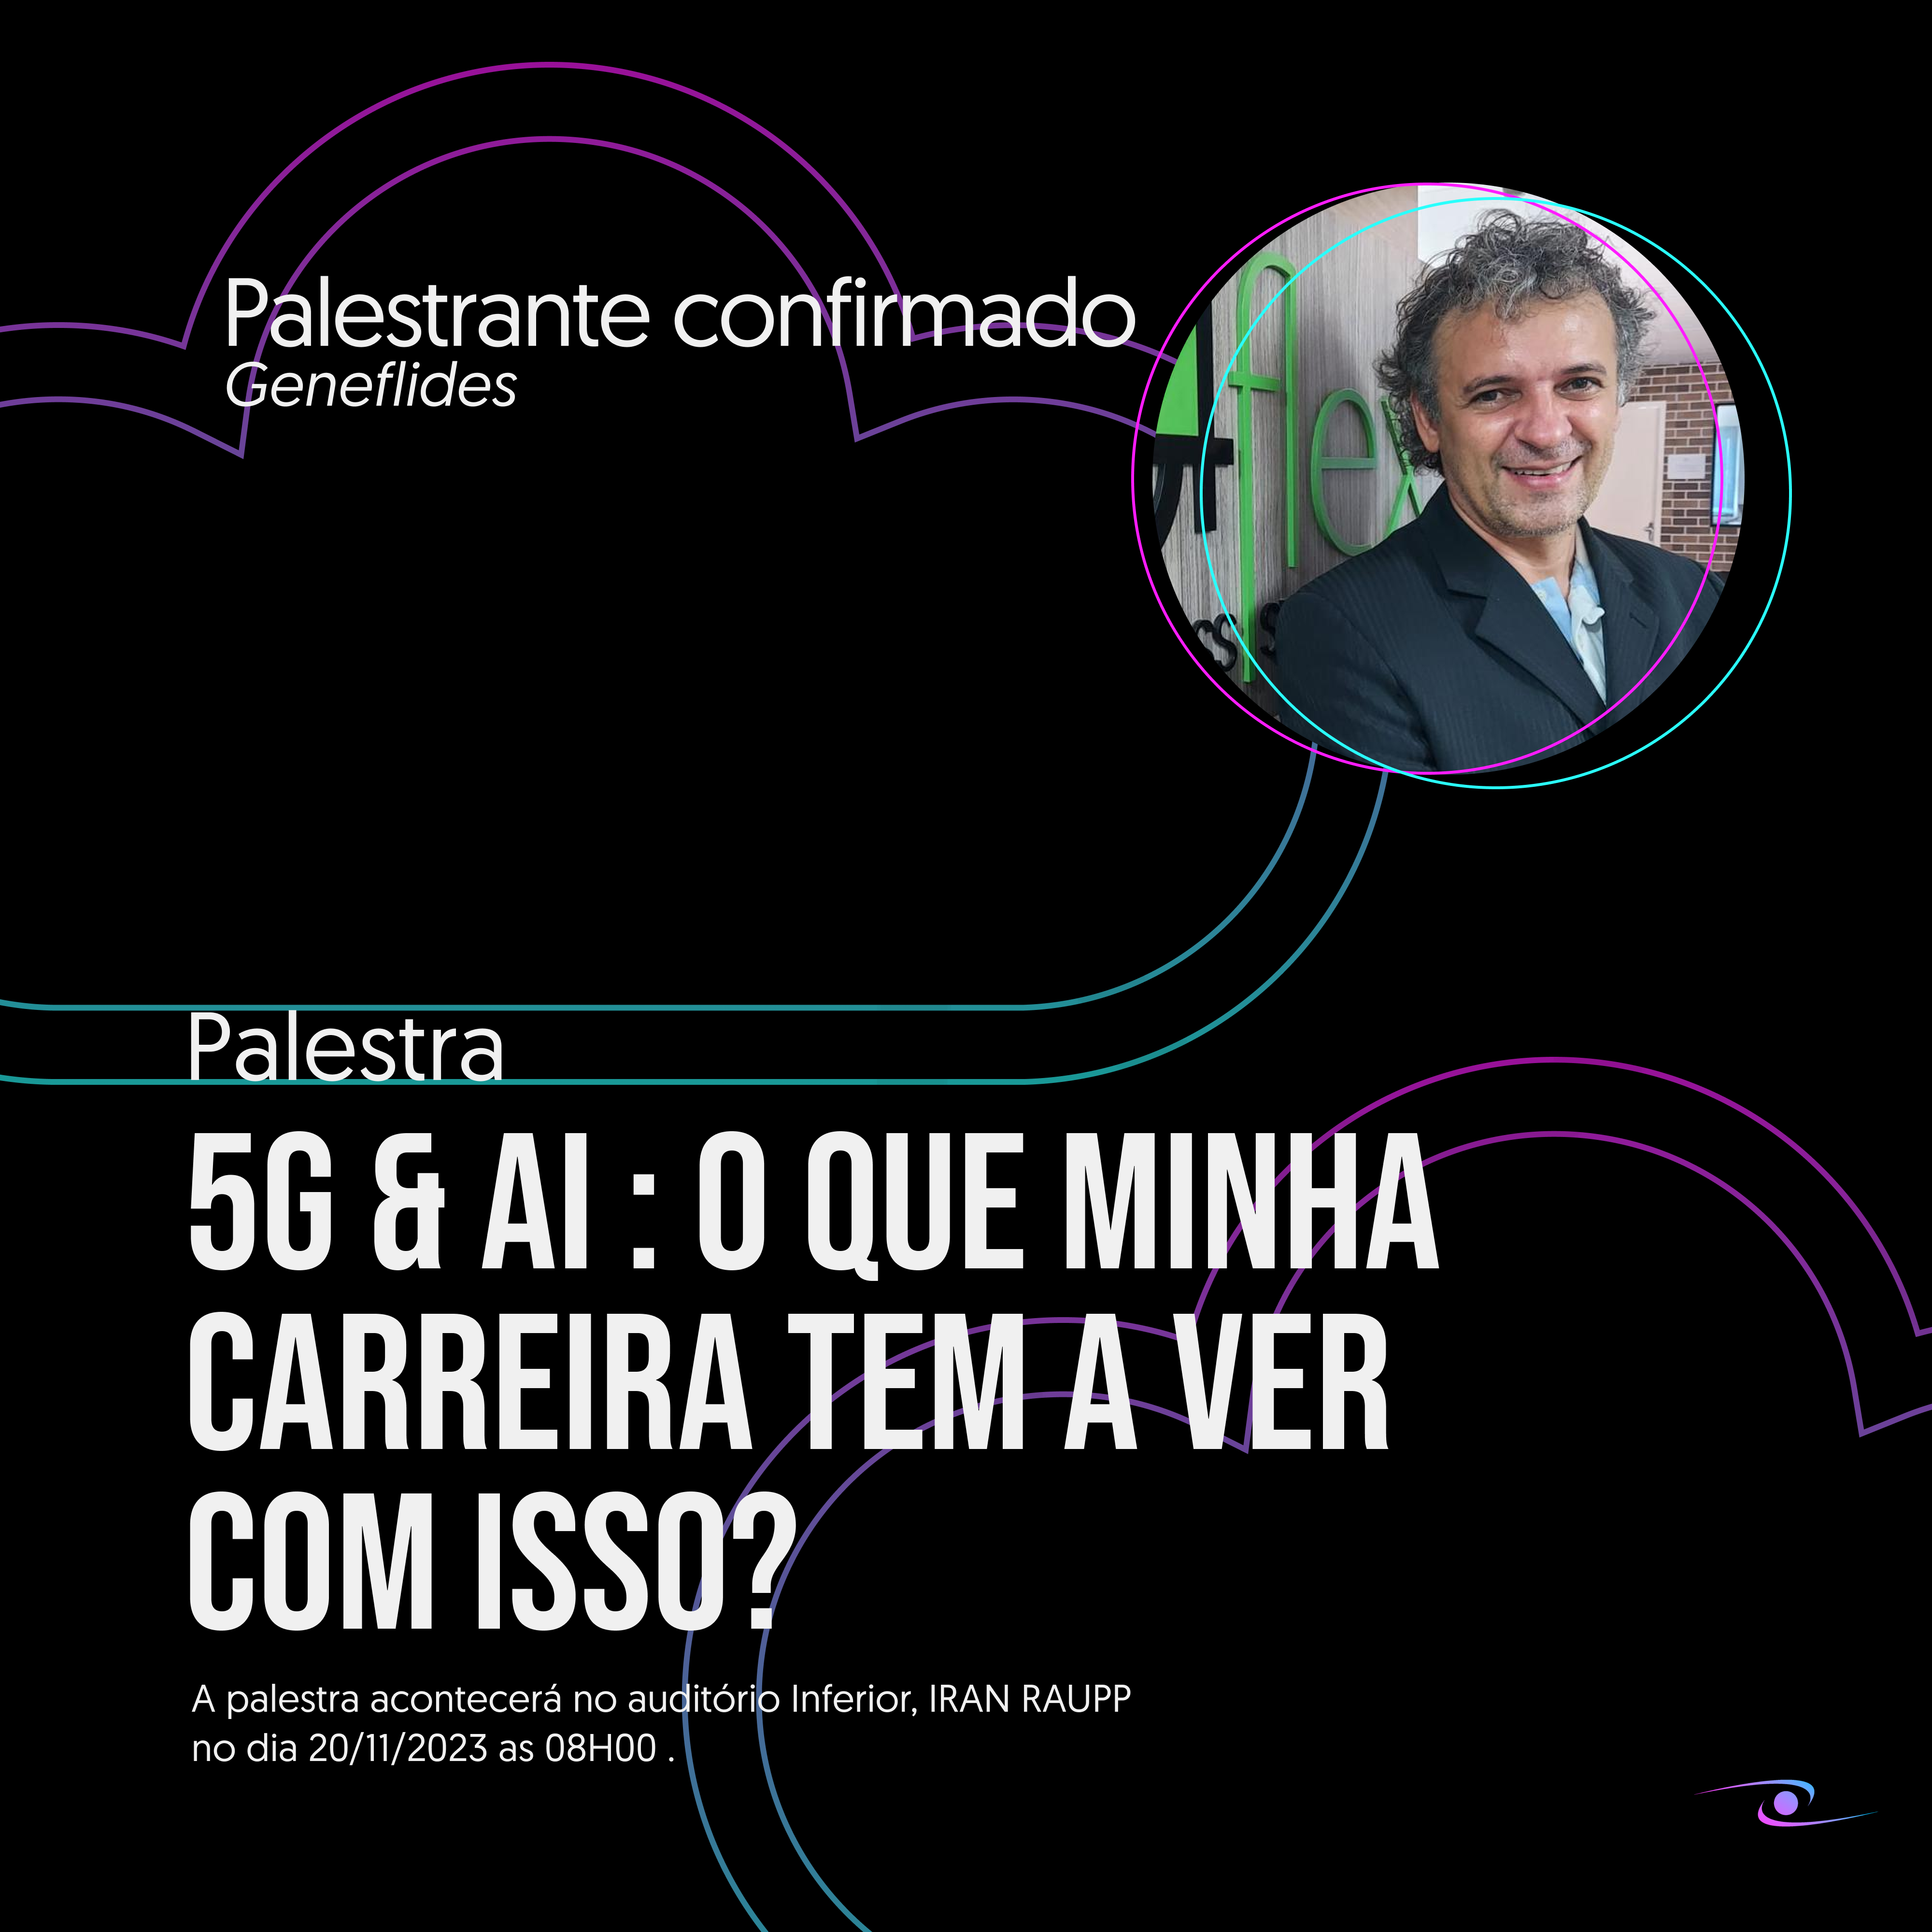 Palestrante confirmado
Geneflides
flex
Palestra
5G & AI : O QUE MINHA
CARREIRA TEM A VER
COM ISSO?
A palestra acontecerá no auditório Inferior, IRAN RAUPP
no dia 20/11/2023 as 08H00 .